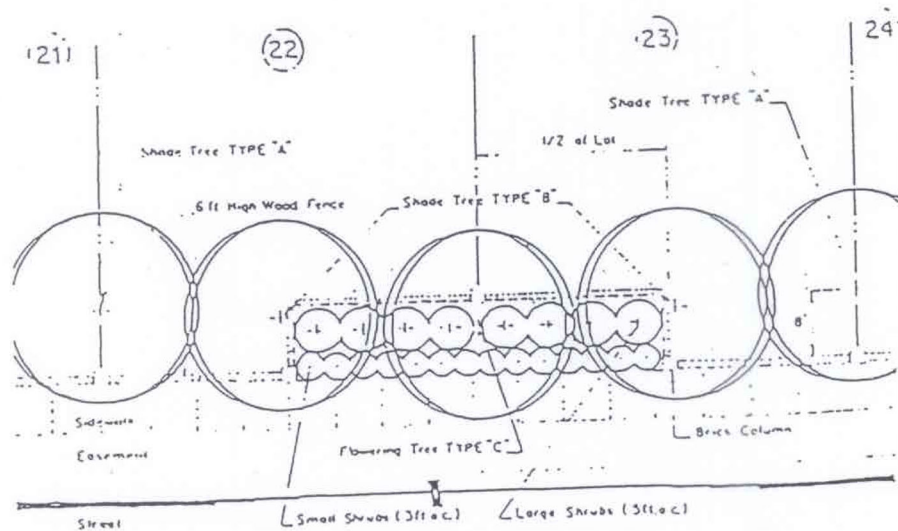 21 22 23 24
Shade Tree TYPE "A"
1/2 of Lot
Shade Tree TYPE "A"
6 ft High Wood Fence
Shade Tree TYPE "B"
8'
Sidewalk
Brick Column
Easement
Flowering Tree TYPE "C"
Street
Small Shrubs (3ft o.c.)
Large Shrubs (5ft o.c.)